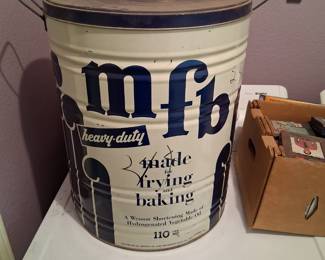 mfb
heavy-duty
made
for
frying
and
baking
A Wesson Shortening Made of
Hydrogenated Vegetable Oil
110